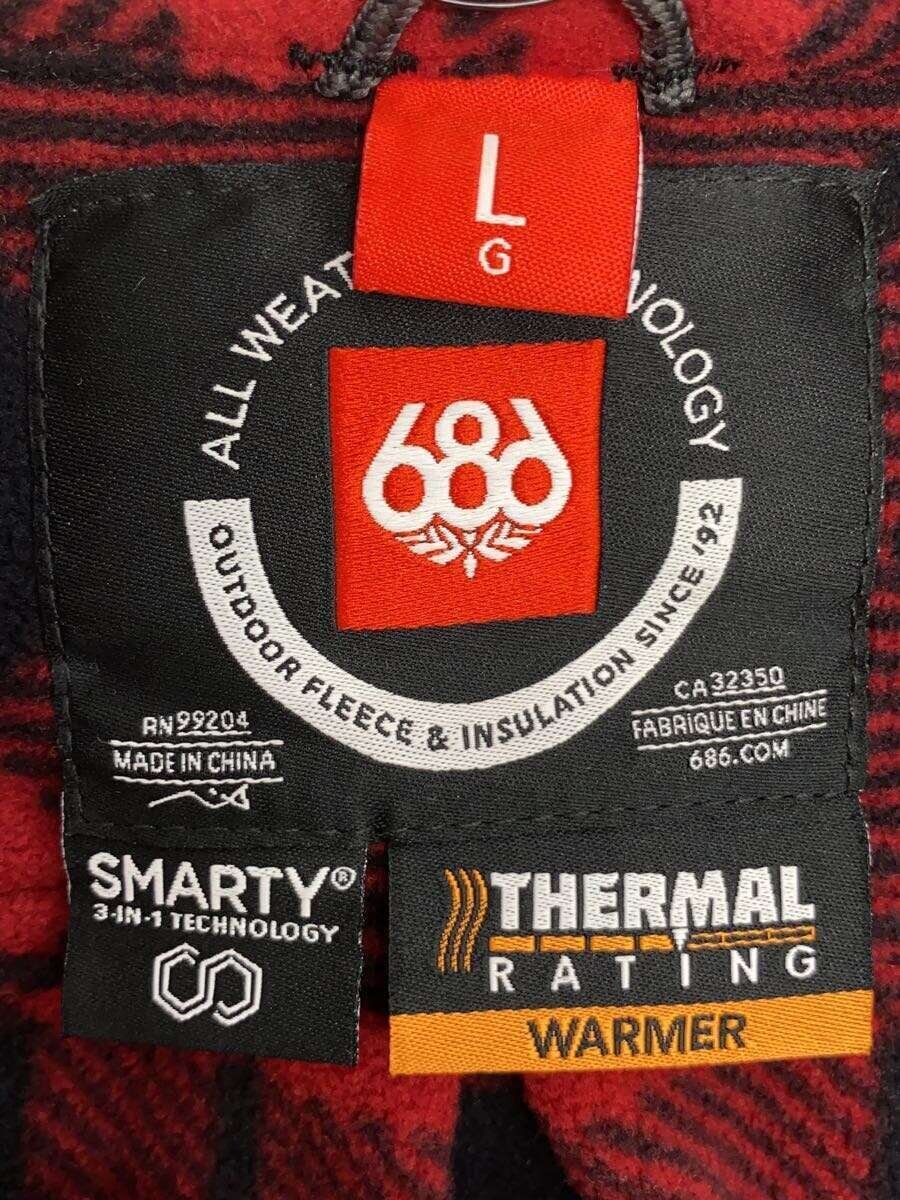 L
G
ALL WEAT
NOLOGY
686
OUTDOOR FLEECE & INSULATION SINCE '92
RN99204
MADE IN CHINA
CA32350
FABRIQUE EN CHINE
686.COM
SMARTY®
3-IN-1 TECHNOLOGY
THERMAL
RATING
WARMER